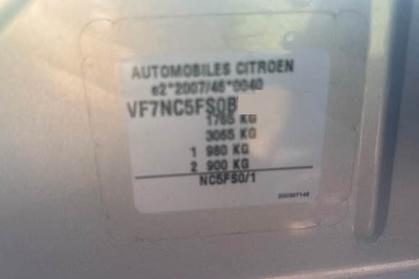 AUTOMOBILES CITROEN
e2*2007/46*0040
VF7NC5FS0B
1765 KG
3065 KG
1 980 KG
2 900 KG
NC5FS0/1